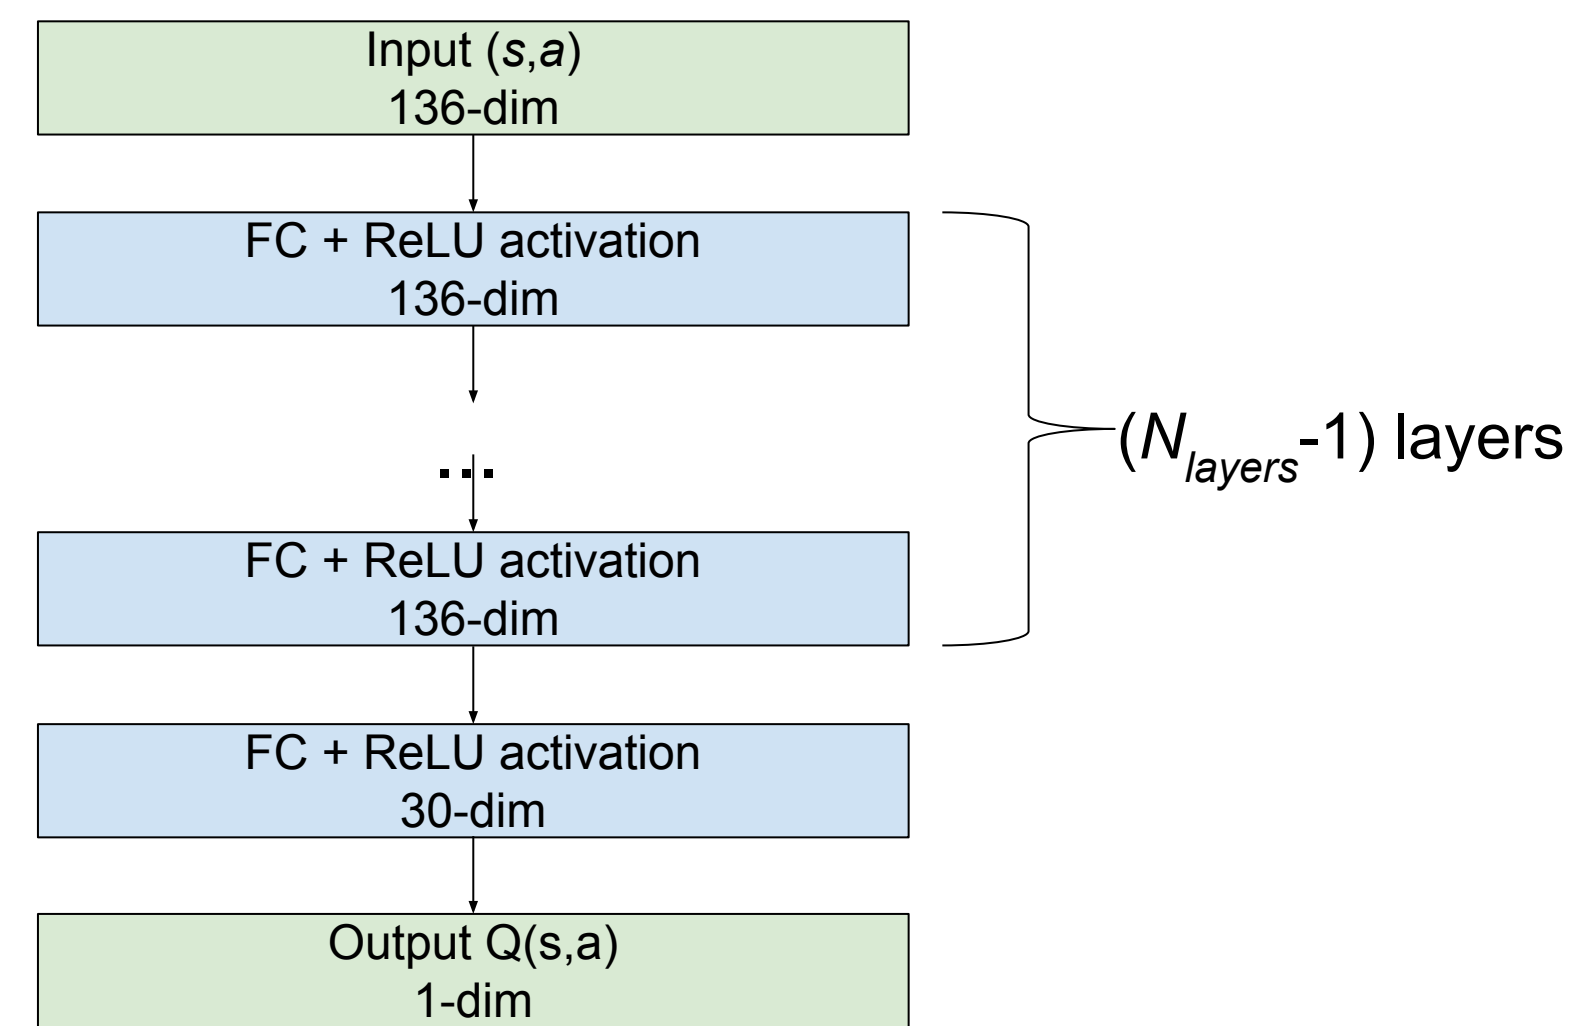 Input (s,a)
136-dim
FC + ReLU activation
136-dim
...
(N_layers-1) layers
FC + ReLU activation
136-dim
FC + ReLU activation
30-dim
Output Q(s,a)
1-dim